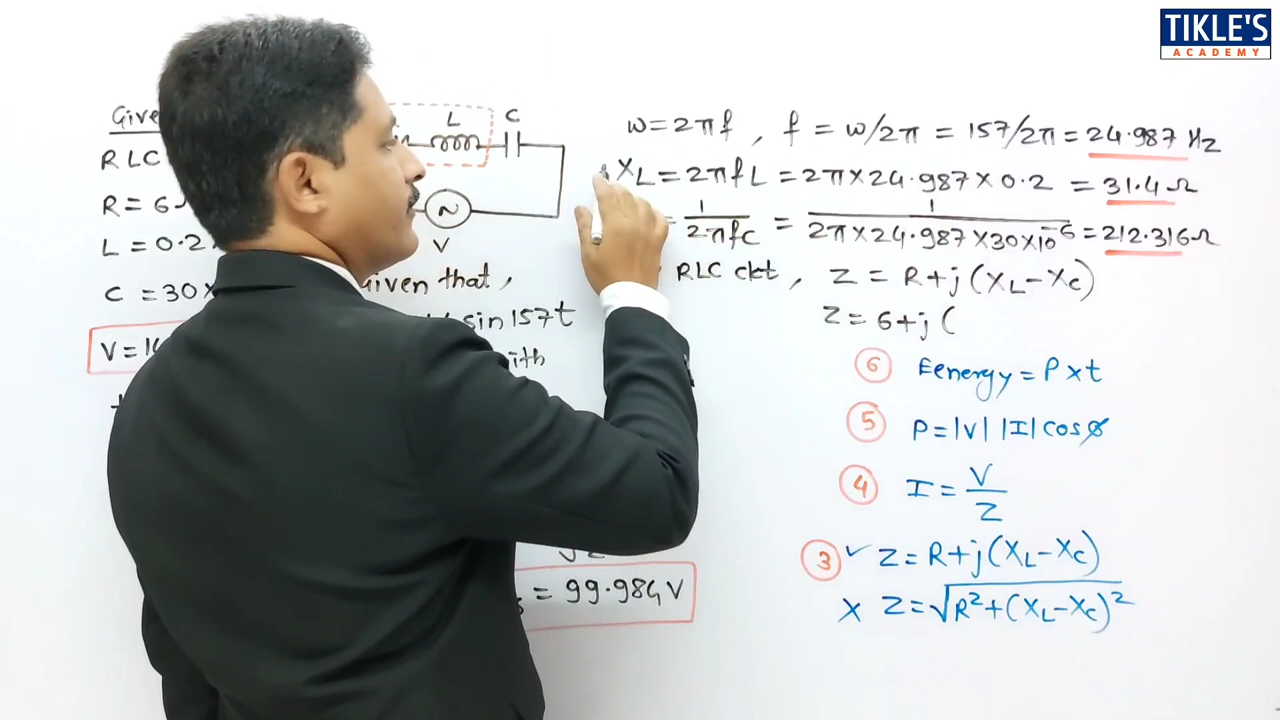 TIKLE'S
ACADEMY
Give
RLC
R = 6
L = 0.2
C = 30×
V = 14
L C
V
Given that,
sin 157t
ith
= 99.984 V
ω = 2πf , f = ω/2π = 157/2π = 24.987 Hz
XL = 2πfL = 2π×24.987×0.2 = 31.4 Ω
= 1/2πfC = 1/2π×24.987×30×10^-6 = 212.316 Ω
RLC ckt , Z = R+j(XL-XC)
Z = 6+j (
6 Eenergy = P×t
5 P = |V| |I| cosφ
4 I = V/Z
3 ✓ Z = R+j(XL-XC)
× Z = √R²+(XL-XC)²